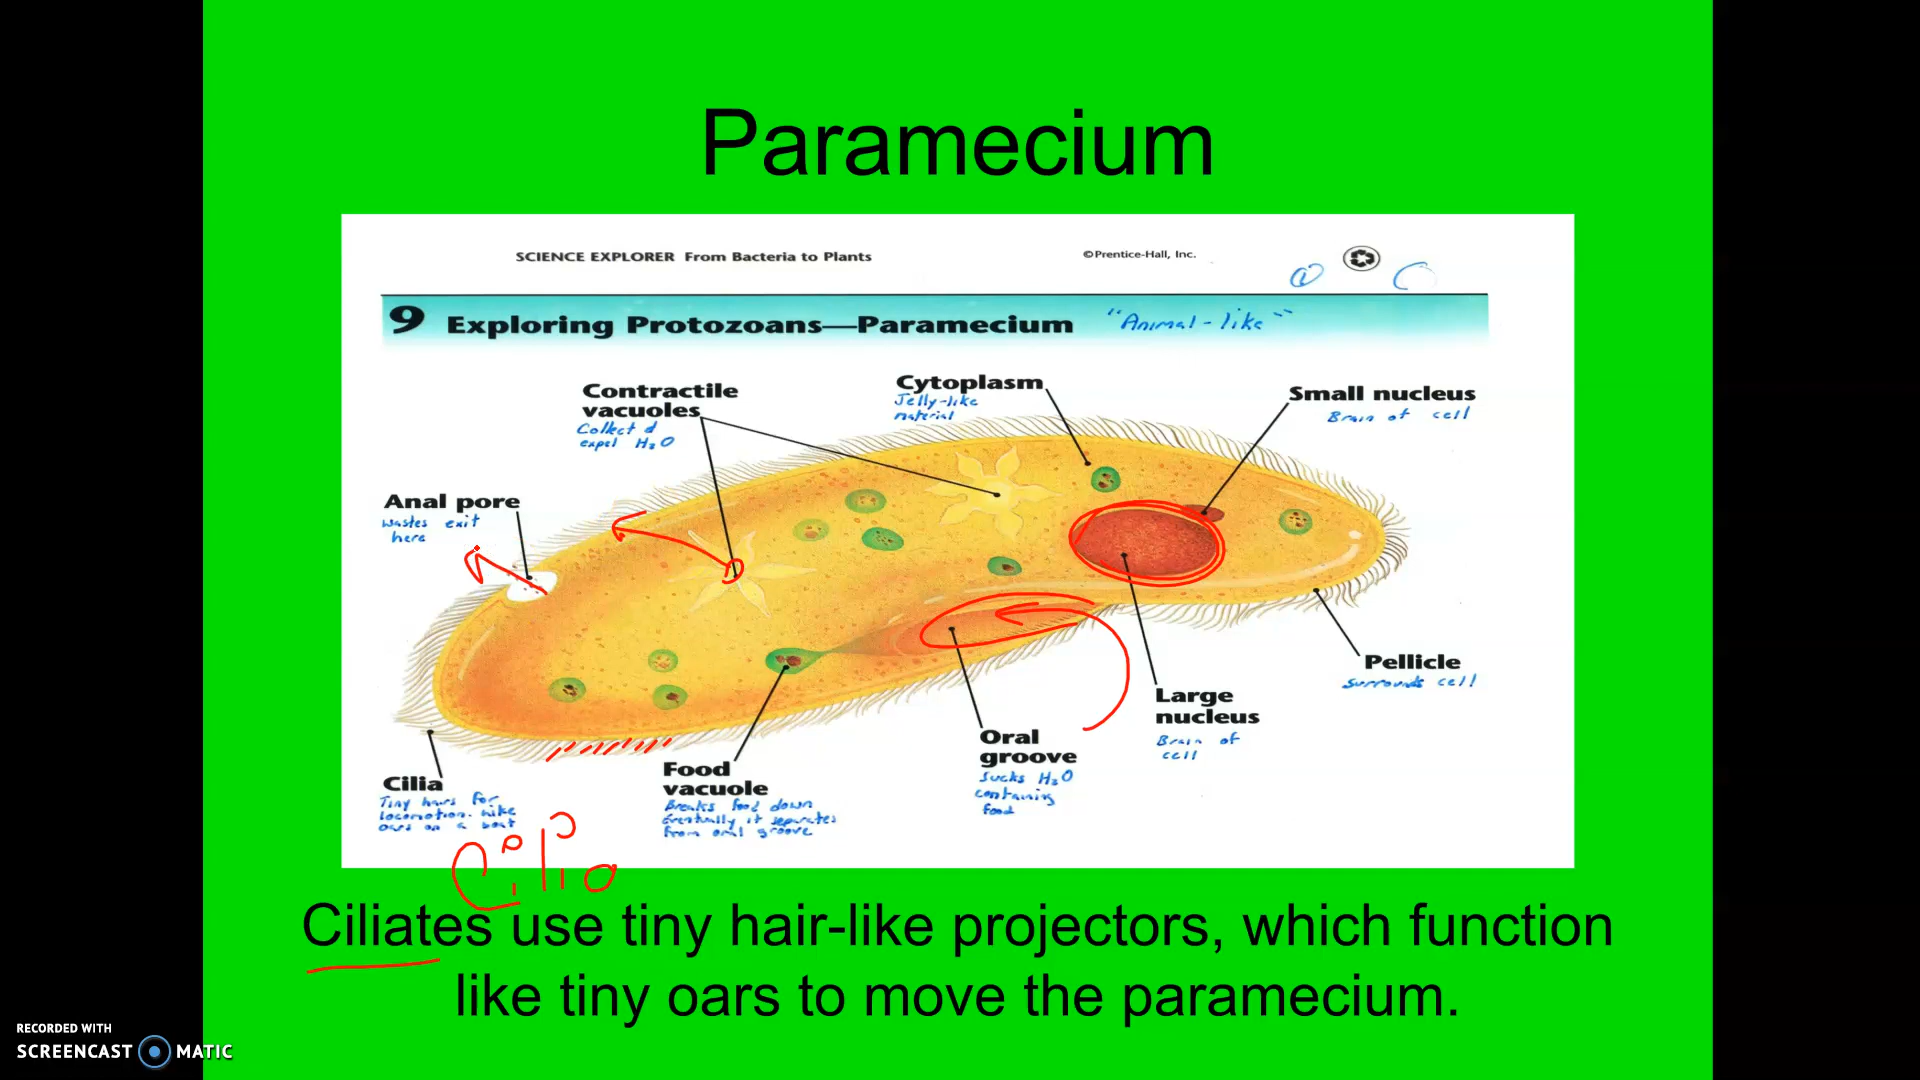 Paramecium
SCIENCE EXPLORER From Bacteria to Plants
©Prentice-Hall, Inc.
9 Exploring Protozoans—Paramecium "Animal-like"
Contractile
vacuoles
Collect &
expel H₂O
Cytoplasm
Jelly-like
material
Small nucleus
Brain of cell
Anal pore
wastes exit
here
Pellicle
Surrounds cell
Large
nucleus
Brain of
cell
Oral
groove
Sucks H₂O
containing
food
Food
vacuole
Breaks food down
Eventually it separates
from oral groove
Cilia
Tiny hairs for
locomotion. Like
oars on a boat
Cilia
Ciliates use tiny hair-like projectors, which function
like tiny oars to move the paramecium.
RECORDED WITH
SCREENCAST MATIC